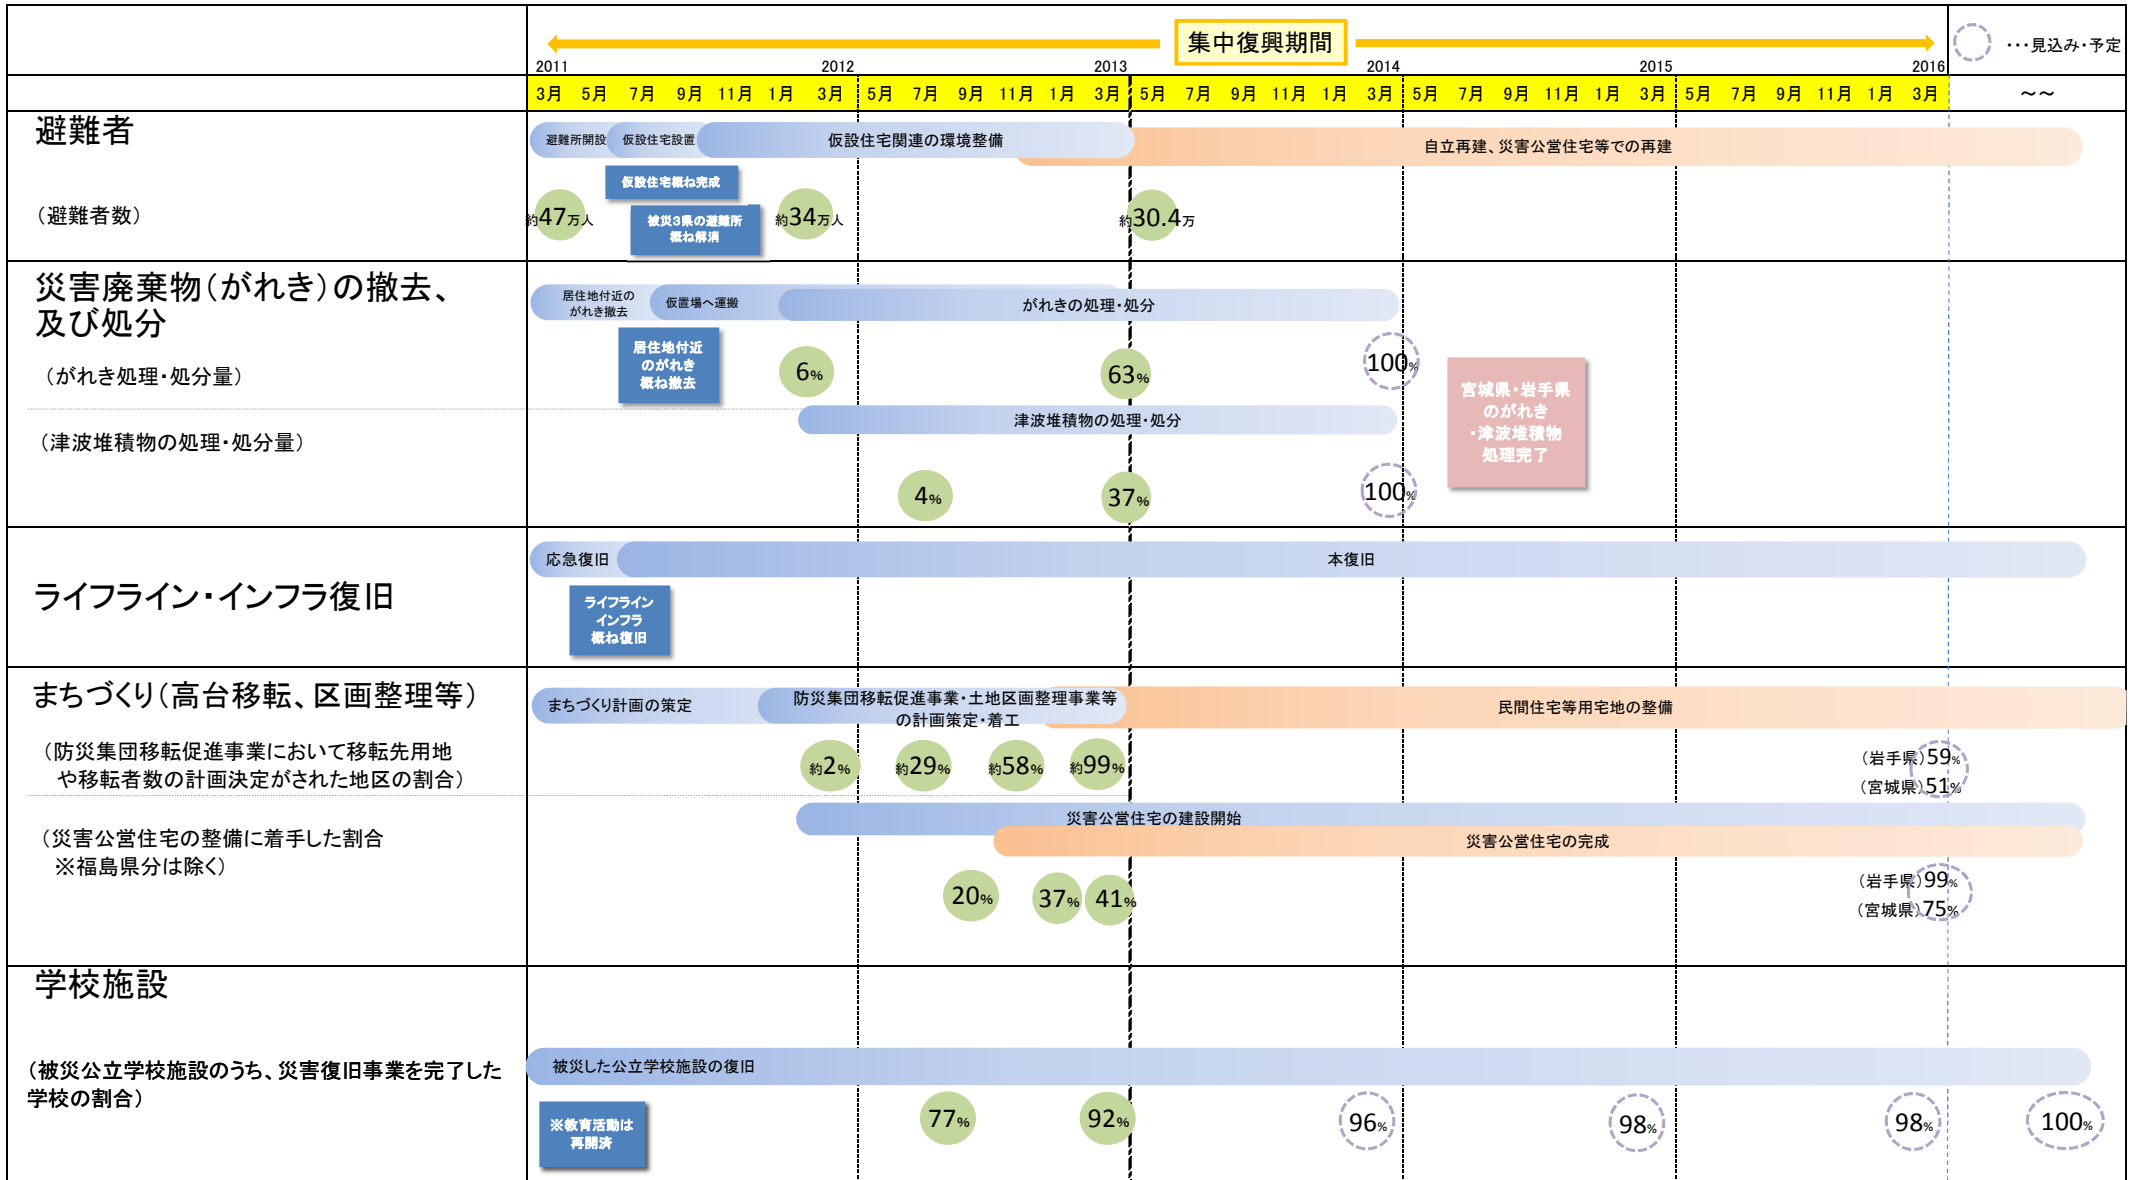 集中復興期間
・・・見込み・予定
2011 2012 2013 2014 2015 2016
3月 5月 7月 9月 11月 1月 3月 5月 7月 9月 11月 1月 3月 5月 7月 9月 11月 1月 3月 5月 7月 9月 11月 1月 3月 5月 7月 9月 11月 1月 3月 ～～
避難者
避難所開設 仮設住宅設置 仮設住宅関連の環境整備 自立再建、災害公営住宅等での再建
仮設住宅概ね完成
（避難者数）
約47万人
被災3県の避難所
概ね解消
約34万人
約30.4万
災害廃棄物（がれき）の撤去、
及び処分
居住地付近の
がれき撤去
仮置場へ運搬
がれきの処理・処分
居住地付近
のがれき
概ね撤去
（がれき処理・処分量）
6%
63%
100%
宮城県・岩手県
のがれき
・津波堆積物
処理完了
津波堆積物の処理・処分
（津波堆積物の処理・処分量）
4%
37%
100%
応急復旧
本復旧
ライフライン・インフラ復旧
ライフライン
インフラ
概ね復旧
まちづくり（高台移転、区画整理等）
まちづくり計画の策定
防災集団移転促進事業・土地区画整理事業等
の計画策定・着工
民間住宅等用宅地の整備
（防災集団移転促進事業において移転先用地
や移転者数の計画決定がされた地区の割合）
約2%
約29%
約58%
約99%
（岩手県）59%
（宮城県）51%
災害公営住宅の建設開始
（災害公営住宅の整備に着手した割合
※福島県分は除く）
災害公営住宅の完成
20%
37%
41%
（岩手県）99%
（宮城県）75%
学校施設
被災した公立学校施設の復旧
（被災公立学校施設のうち、災害復旧事業を完了した
学校の割合）
※教育活動は
再開済
77%
92%
96%
98%
98%
100%